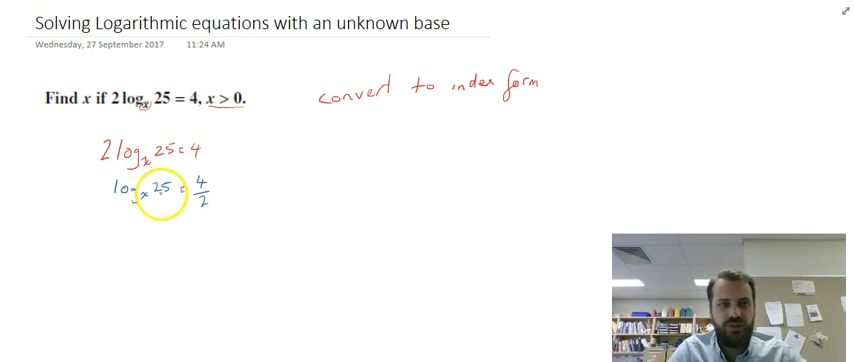 Solving Logarithmic equations with an unknown base
Wednesday, 27 September 2017 11:24 AM
Find x if 2 logₓ 25 = 4, x > 0.
convert to index form
2 logₓ 25 = 4
logₓ 25 = 4/2